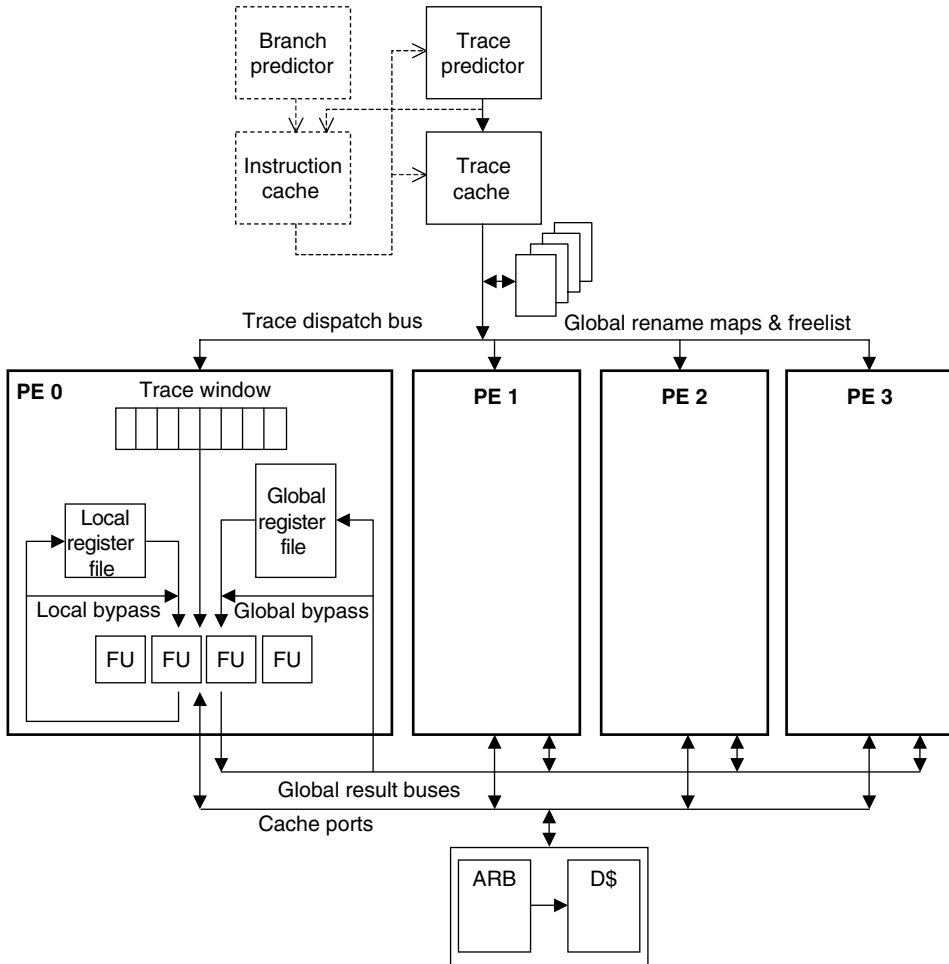 Branch
predictor
Trace
predictor
Instruction
cache
Trace
cache
Trace dispatch bus
Global rename maps & freelist
PE 0
Trace window
PE 1
PE 2
PE 3
Local
register
file
Global
register
file
Local bypass
Global bypass
FU
FU
FU
FU
Global result buses
Cache ports
ARB
D$